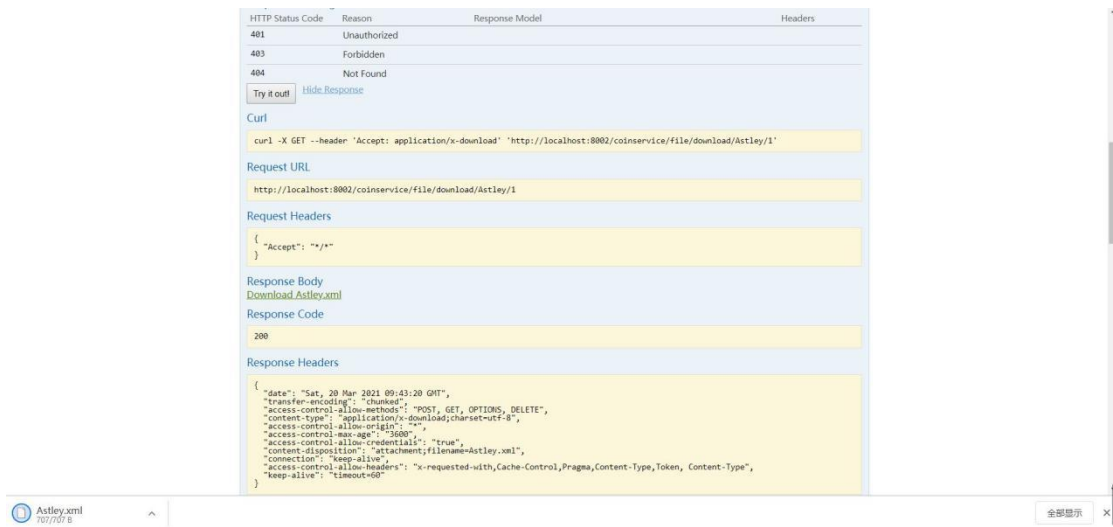 HTTP Status Code Reason Response Model Headers
401 Unauthorized
403 Forbidden
404 Not Found
Try it out! Hide Response
Curl
curl -X GET --header 'Accept: application/x-download' 'http://localhost:8002/coinservice/file/download/Astley/1'
Request URL
http://localhost:8002/coinservice/file/download/Astley/1
Request Headers
{
"Accept": "*/*"
}
Response Body
Download Astley.xml
Response Code
200
Response Headers
{
"date": "Sat, 20 Mar 2021 09:43:20 GMT",
"transfer-encoding": "chunked",
"access-control-allow-methods": "POST, GET, OPTIONS, DELETE",
"content-type": "application/x-download;charset=utf-8",
"access-control-allow-origin": "*",
"access-control-max-age": "3600",
"access-control-allow-credentials": "true",
"content-disposition": "attachment;filename=Astley.xml",
"connection": "keep-alive",
"access-control-allow-headers": "x-requested-with,Cache-Control,Pragma,Content-Type,Token, Content-Type",
"keep-alive": "timeout=60"
}
Astley.xml 全部显示
707/707 B